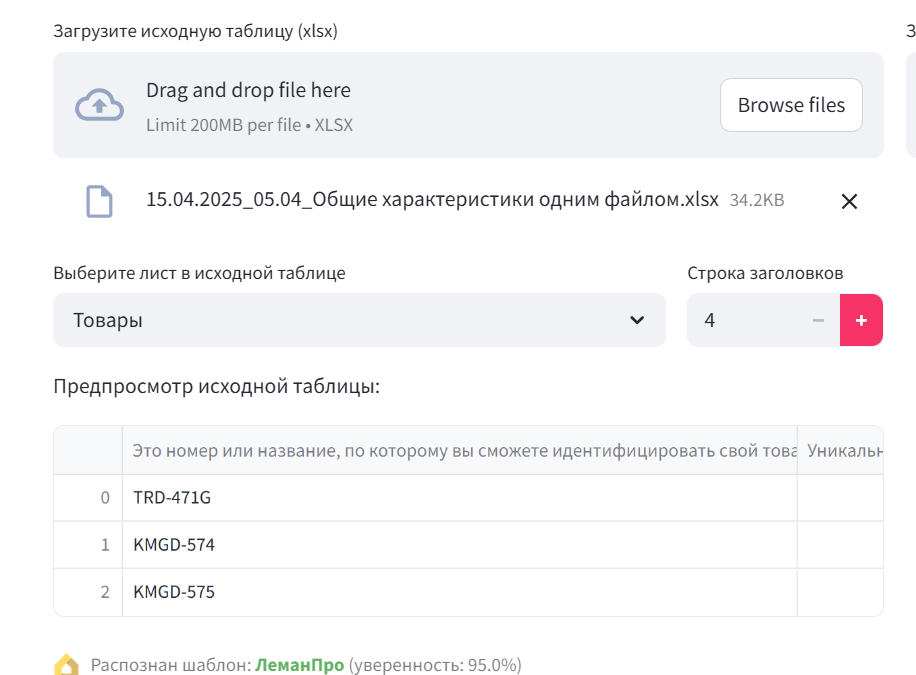 Загрузите исходную таблицу (xlsx)
З
Drag and drop file here
Limit 200MB per file • XLSX
Browse files
15.04.2025_05.04_Общие характеристики одним файлом.xlsx 34.2KB
Выберите лист в исходной таблице
Строка заголовков
Товары
4
Предпросмотр исходной таблицы:
Это номер или название, по которому вы сможете идентифицировать свой това Уникальн
0 TRD-471G
1 KMGD-574
2 KMGD-575
Распознан шаблон: ЛеманПро (уверенность: 95.0%)